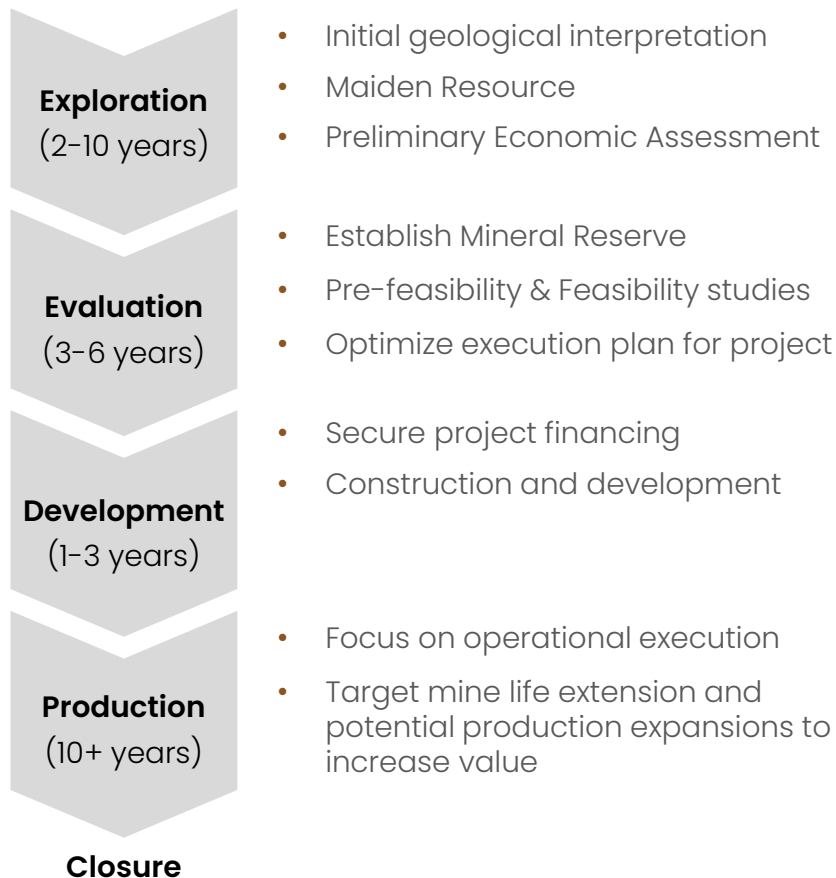 Exploration
(2-10 years)
• Initial geological interpretation
• Maiden Resource
• Preliminary Economic Assessment
Evaluation
(3-6 years)
• Establish Mineral Reserve
• Pre-feasibility & Feasibility studies
• Optimize execution plan for project
Development
(1-3 years)
• Secure project financing
• Construction and development
Production
(10+ years)
• Focus on operational execution
• Target mine life extension and
potential production expansions to
increase value
Closure